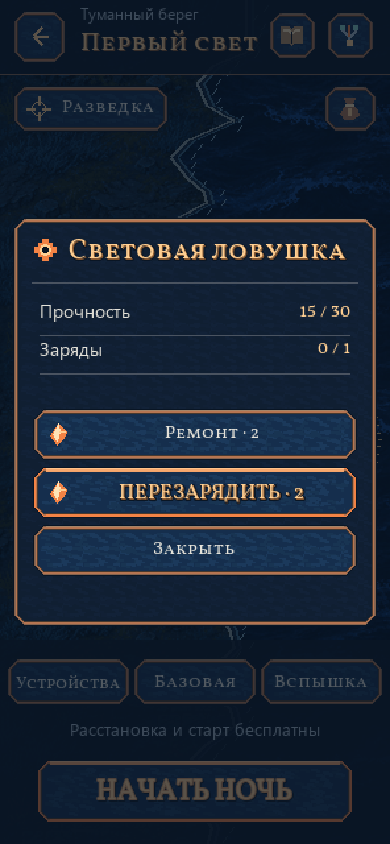 Туманный берег
Первый свет
Разведка
Световая ловушка
Прочность 15 / 30
Заряды 0 / 1
Ремонт · 2
ПЕРЕЗАРЯДИТЬ · 2
Закрыть
Устройства Базовая Вспышка
Расстановка и старт бесплатны
НАЧАТЬ НОЧЬ